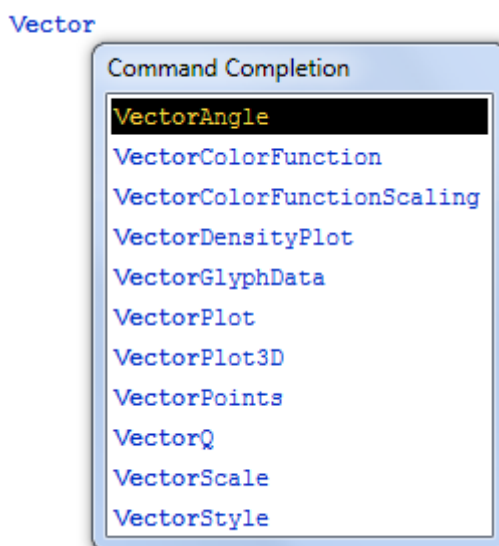 Vector
Command Completion
VectorAngle
VectorColorFunction
VectorColorFunctionScaling
VectorDensityPlot
VectorGlyphData
VectorPlot
VectorPlot3D
VectorPoints
VectorQ
VectorScale
VectorStyle